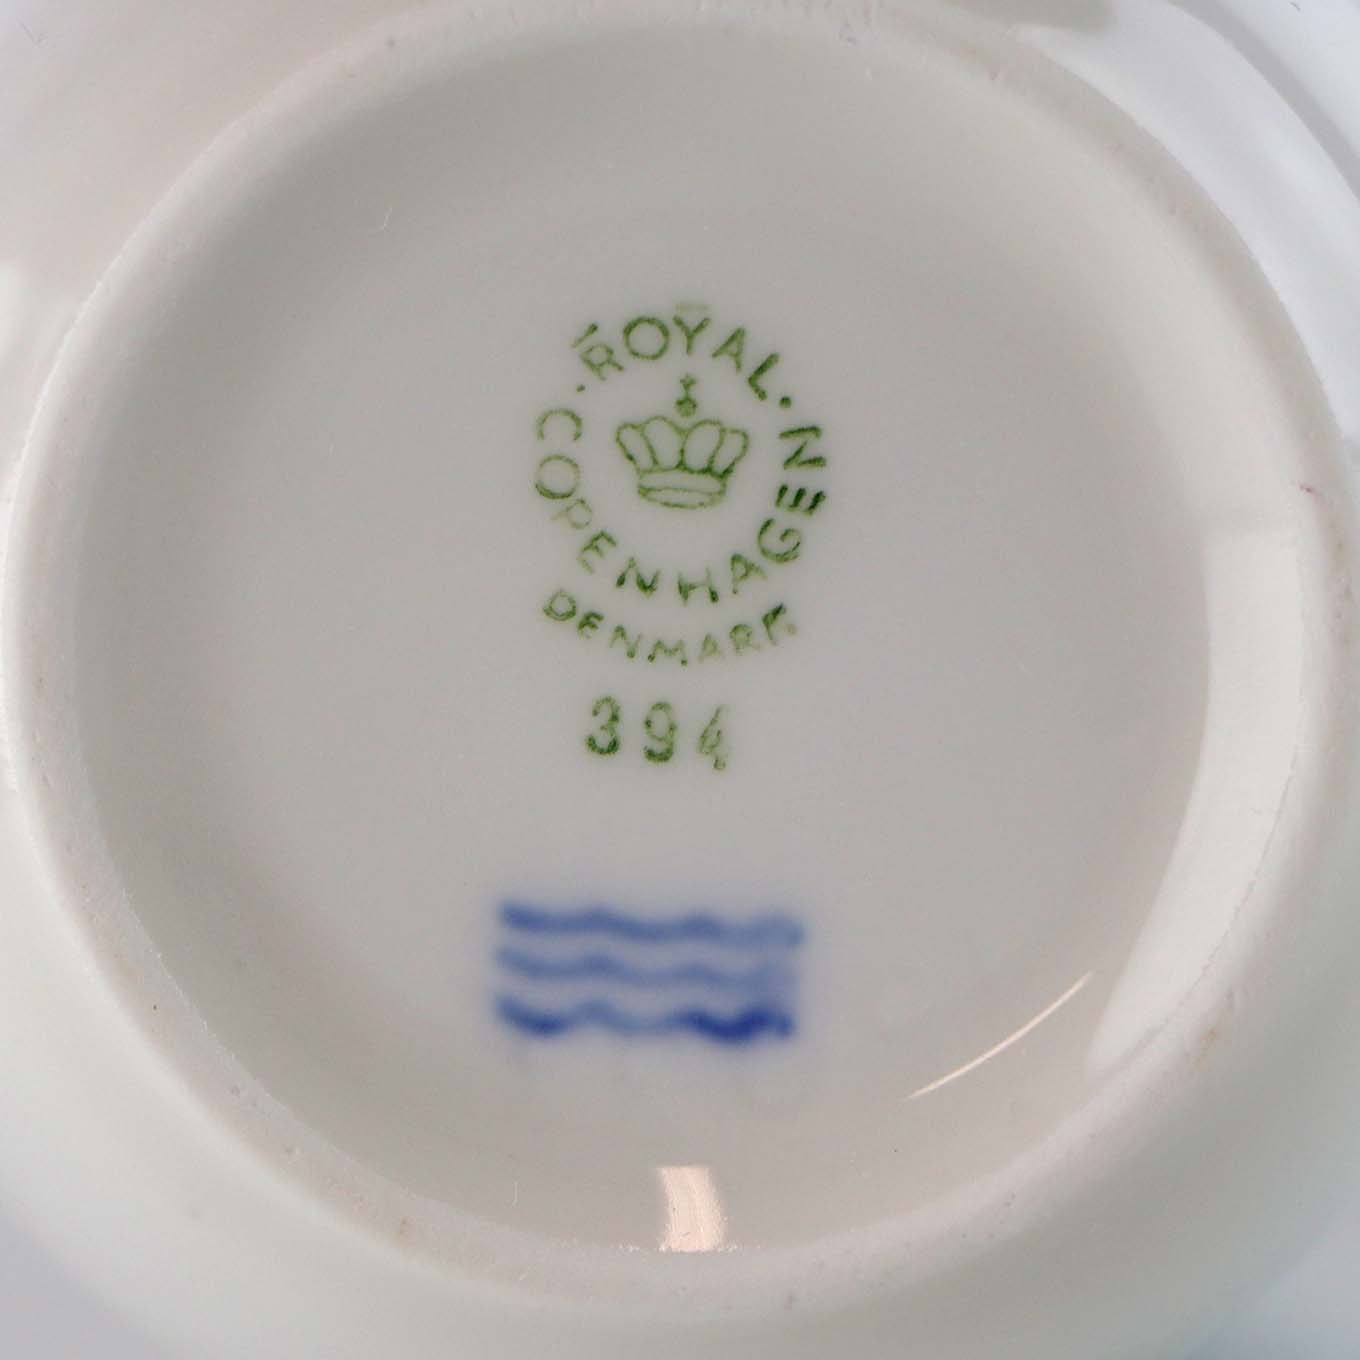 ROYAL.
COPENHAGEN
DENMARK
394